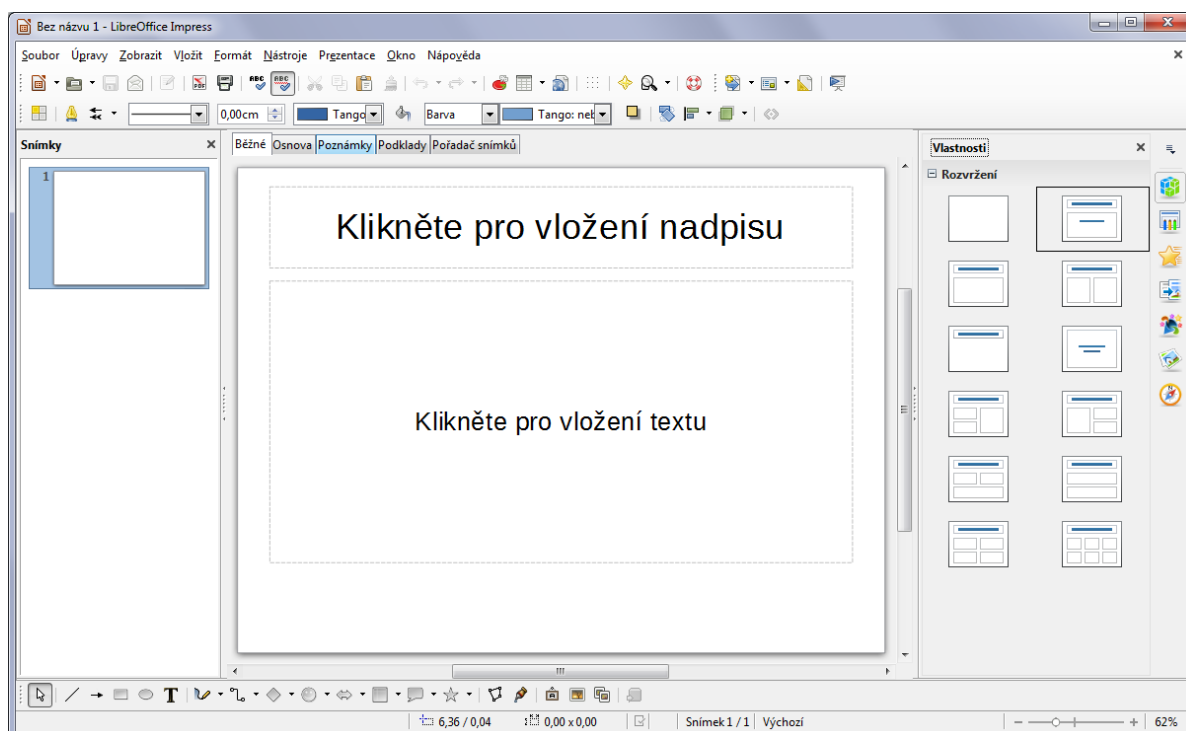 Bez názvu 1 - LibreOffice Impress
Soubor Úpravy Zobrazit Vložit Formát Nástroje Prezentace Okno Nápověda
0,00cm Tango Barva Tango: neb
Snímky
Běžné Osnova Poznámky Podklady Pořadač snímků
Vlastnosti
1
Rozvržení
Klikněte pro vložení nadpisu
Klikněte pro vložení textu
6,36 / 0,04 0,00 x 0,00 Snímek 1 / 1 Výchozí 62%